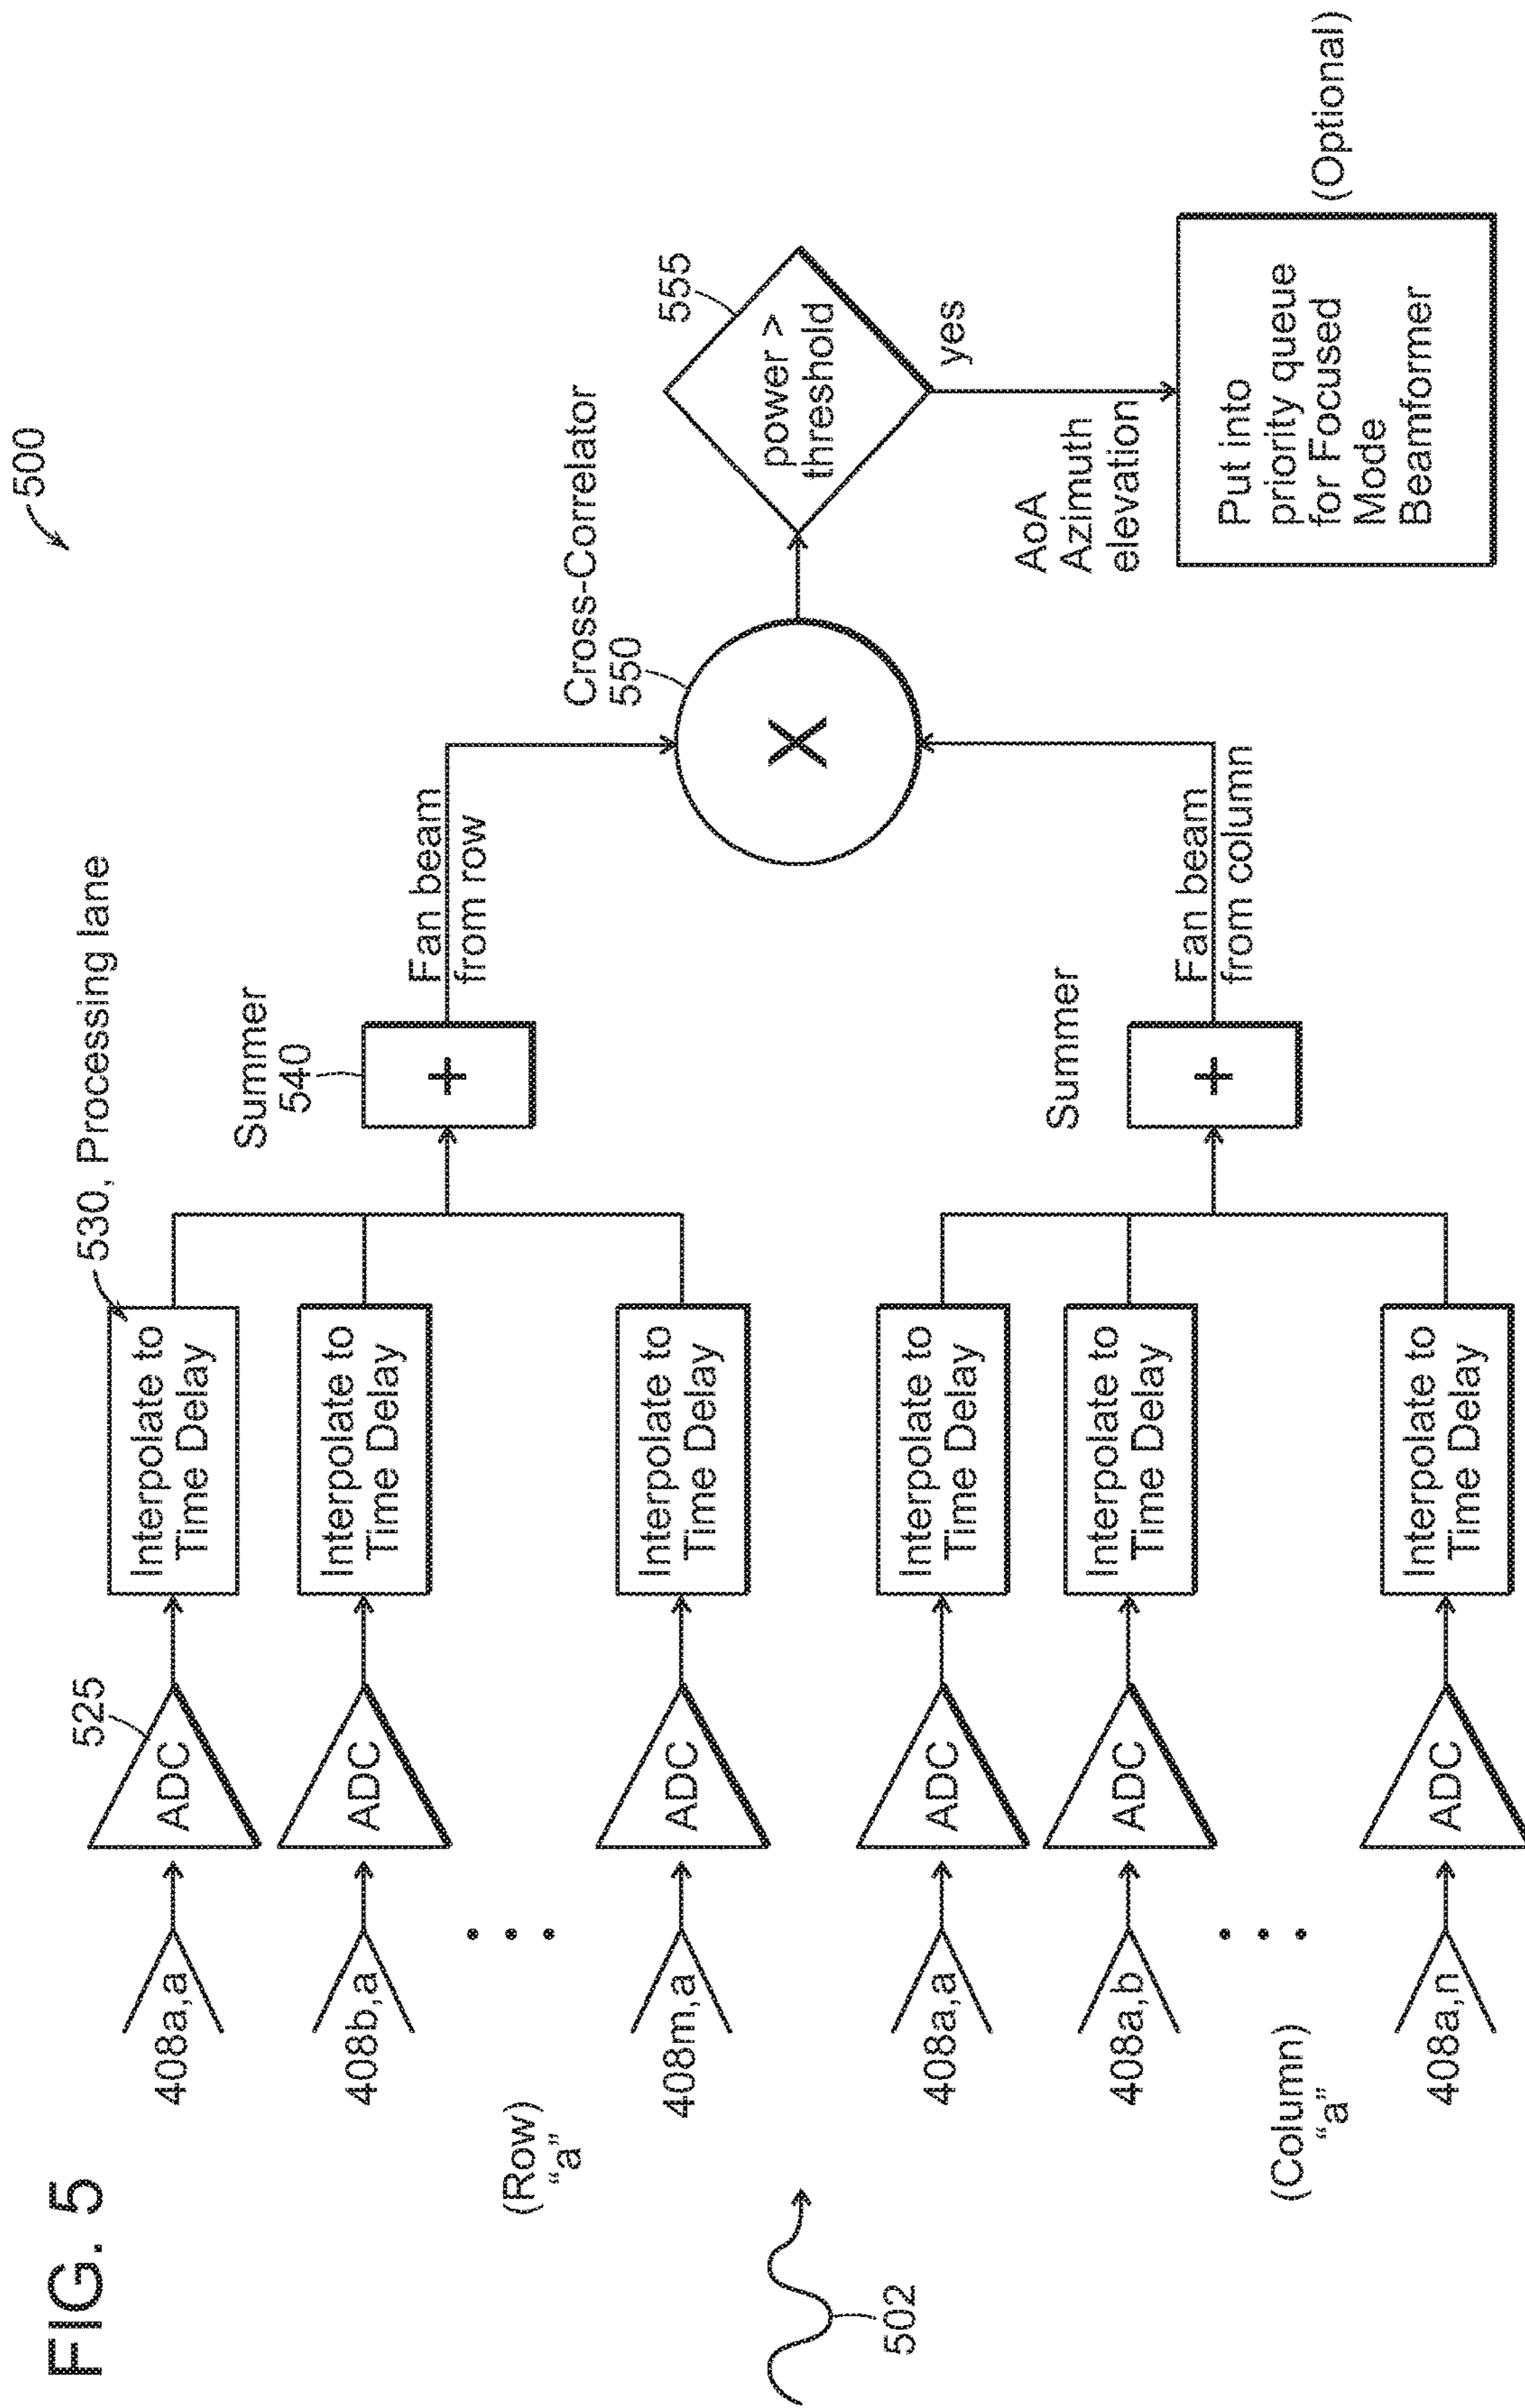 FIG. 5
500
502
(Row)
“a”
408a,a
ADC
525
Interpolate to
Time Delay
530, Processing lane
408b,a
ADC
Interpolate to
Time Delay
408m,a
ADC
Interpolate to
Time Delay
Summer
540
+
Fan beam
from row
(Column)
“a”
408a,a
ADC
Interpolate to
Time Delay
408a,b
ADC
Interpolate to
Time Delay
408a,n
ADC
Interpolate to
Time Delay
Summer
+
Fan beam
from column
Cross-Correlator
550
X
555
power >
threshold
yes
AoA
Azimuth
elevation
Put into
priority queue
for Focused
Mode
Beamformer
(Optional)